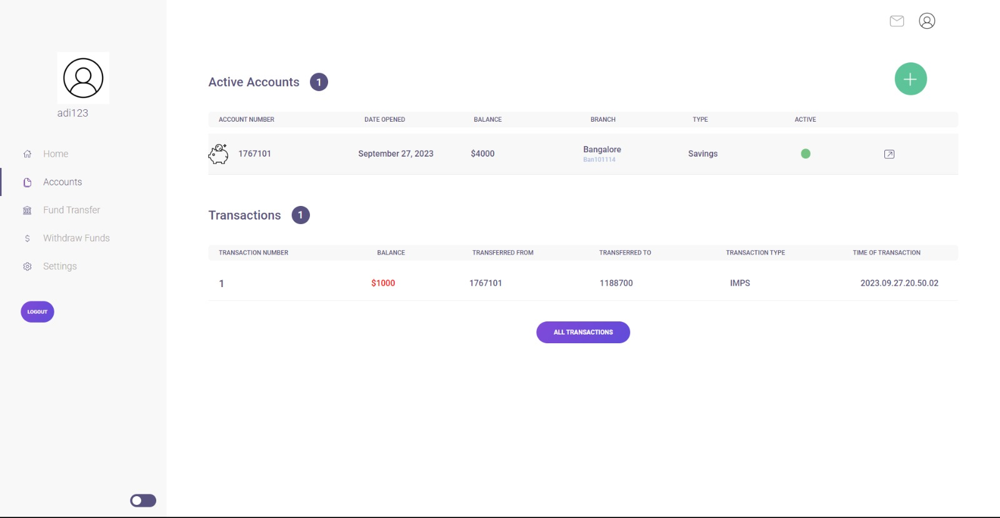 adi123
Home
Accounts
Fund Transfer
Withdraw Funds
Settings
LOGOUT
Active Accounts 1
ACCOUNT NUMBER DATE OPENED BALANCE BRANCH TYPE ACTIVE
1767101 September 27, 2023 $4000 Bangalore Savings
Ban101114
Transactions 1
TRANSACTION NUMBER BALANCE TRANSFERRED FROM TRANSFERRED TO TRANSACTION TYPE TIME OF TRANSACTION
1 $1000 1767101 1188700 IMPS 2023.09.27.20.50.02
ALL TRANSACTIONS